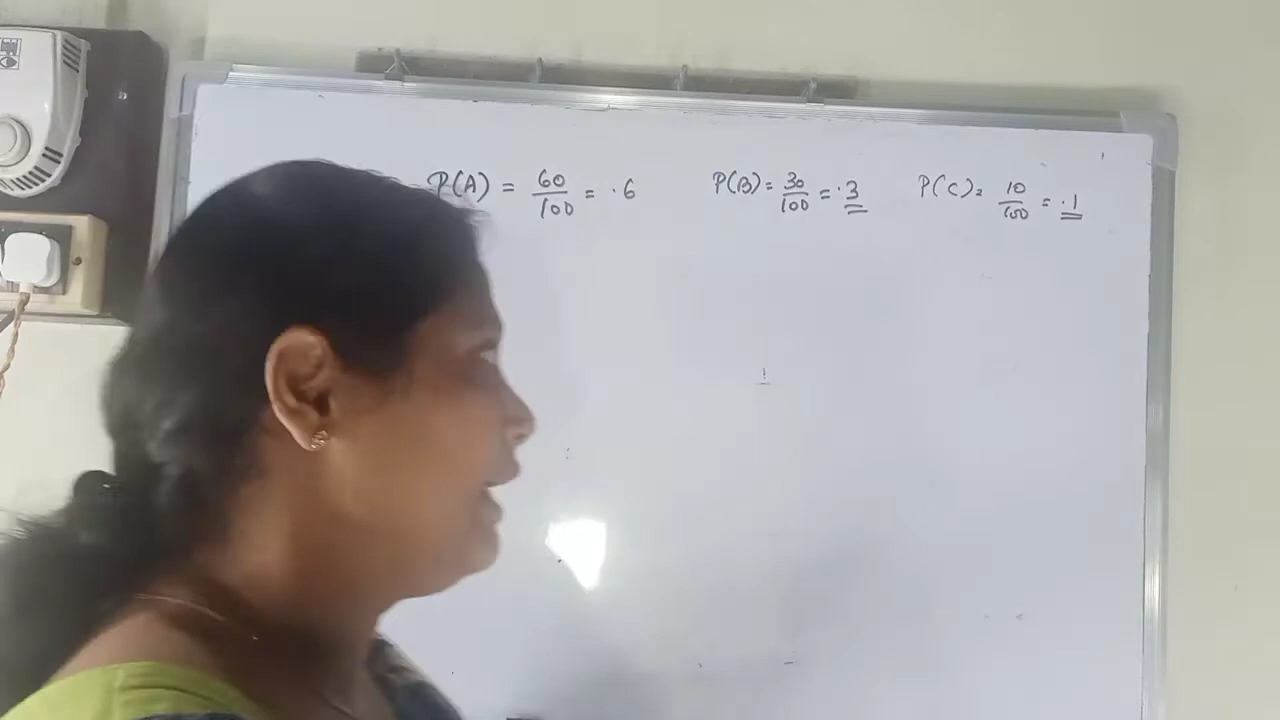 P(A) = 60/100 = .6 P(B) = 30/100 = .3 P(C) = 10/100 = .1